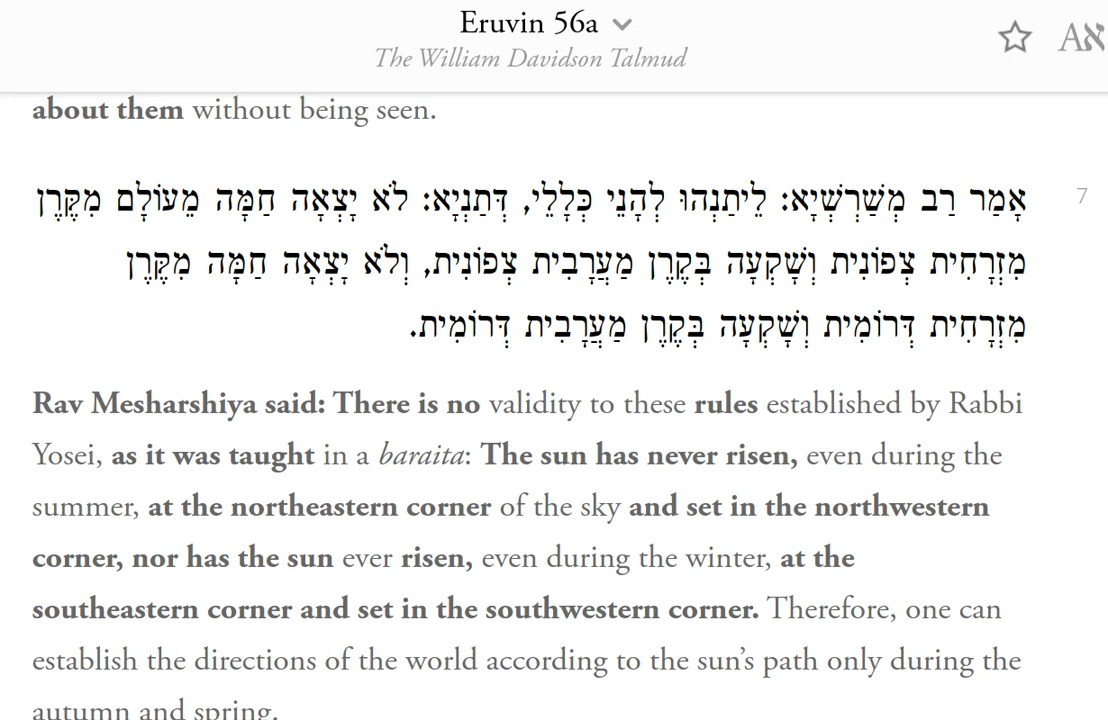 Eruvin 56a
The William Davidson Talmud
Aא
about them without being seen.
7
אָמַר רַב מְשַׁרְשְׁיָא: לֵיתַנְהוּ לְהָנֵי כְּלָלֵי, דְּתַנְיָא: לֹא יָצְאָה חַמָּה מֵעוֹלָם מִקֶּרֶן
מִזְרָחִית צְפוֹנִית וְשָׁקְעָה בְּקֶרֶן מַעֲרָבִית צְפוֹנִית, וְלֹא יָצְאָה חַמָּה מִקֶּרֶן
מִזְרָחִית דְּרוֹמִית וְשָׁקְעָה בְּקֶרֶן מַעֲרָבִית דְּרוֹמִית.
Rav Mesharshiya said: There is no validity to these rules established by Rabbi
Yosei, as it was taught in a baraita: The sun has never risen, even during the
summer, at the northeastern corner of the sky and set in the northwestern
corner, nor has the sun ever risen, even during the winter, at the
southeastern corner and set in the southwestern corner. Therefore, one can
establish the directions of the world according to the sun’s path only during the
autumn and spring.